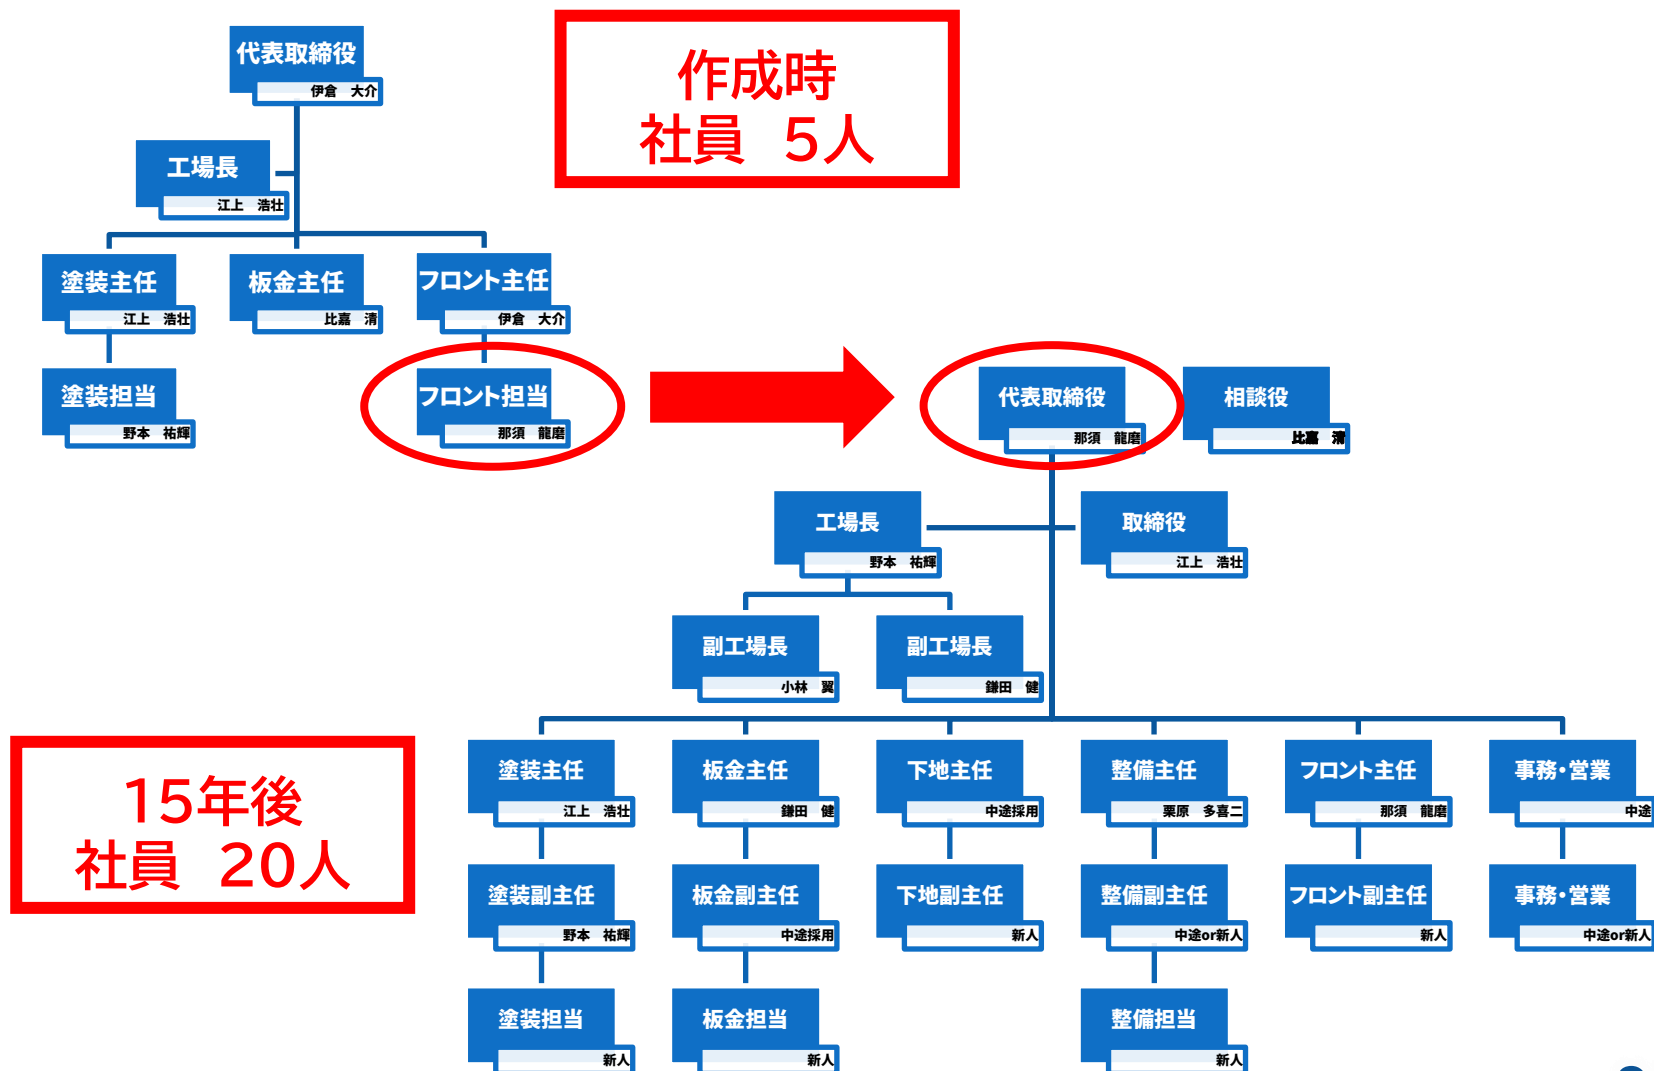 代表取締役
伊倉　大介
工場長
江上　浩壮
塗装主任
江上　浩壮
板金主任
比嘉　清
フロント主任
伊倉　大介
塗装担当
野本　祐輝
フロント担当
那須　龍磨
作成時
社員　5人
代表取締役
那須　龍磨
相談役
比嘉　清
工場長
野本　祐輝
取締役
江上　浩壮
副工場長
小林　翼
副工場長
鎌田　健
15年後
社員　20人
塗装主任
江上　浩壮
板金主任
鎌田　健
下地主任
中途採用
整備主任
栗原　多喜二
フロント主任
那須　龍磨
事務・営業
中途
塗装副主任
野本　祐輝
板金副主任
中途採用
下地副主任
新人
整備副主任
中途or新人
フロント副主任
新人
事務・営業
中途or新人
塗装担当
新人
板金担当
新人
整備担当
新人